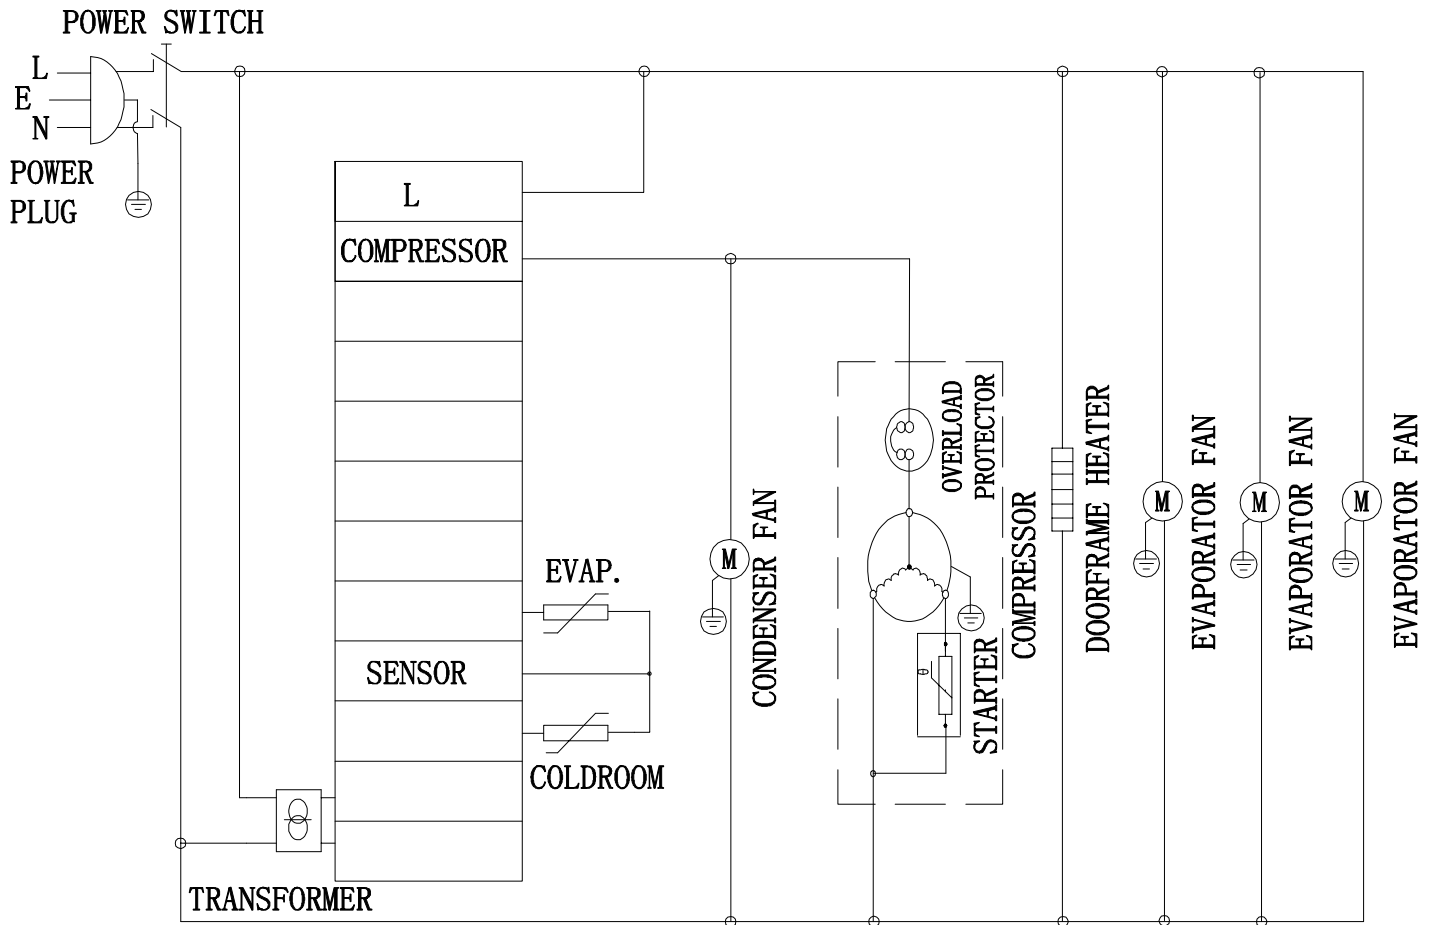 POWER SWITCH
L
E
N
POWER
PLUG
L
COMPRESSOR
EVAP.
SENSOR
COLDROOM
TRANSFORMER
M
CONDENSER FAN
OVERLOAD
PROTECTOR
STARTER
COMPRESSOR
DOORFRAME HEATER
M
EVAPORATOR FAN
M
EVAPORATOR FAN
M
EVAPORATOR FAN